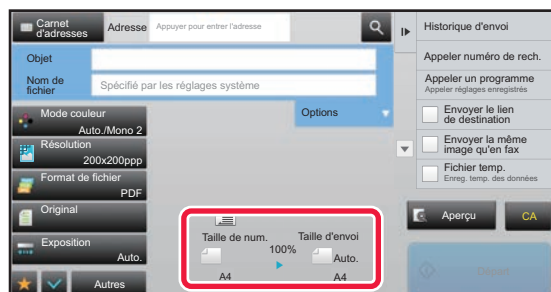 Carnet
d'adresses
Adresse
Appuyer pour entrer l'adresse
Objet
Nom de
fichier
Spécifié par les réglages système
Options
Mode couleur
Auto./Mono 2
Résolution
200x200ppp
Format de fichier
PDF
Original
Exposition
Auto.
Autres
Taille de num.
100%
Taille d'envoi
Auto.
A4
A4
Historique d'envoi
Appeler numéro de rech.
Appeler un programme
Appeler réglages enregistrés
Envoyer le lien
de destination
Envoyer la même
image qu'en fax
Fichier temp.
Enreg. temp. des données
Aperçu
CA